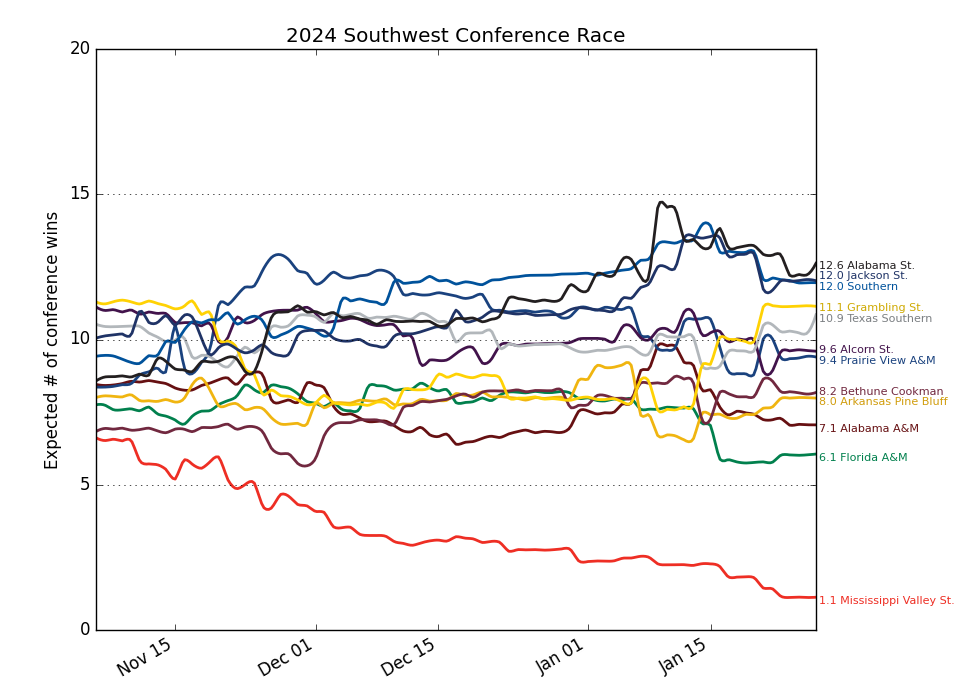 2024 Southwest Conference Race
Expected # of conference wins
20
15
10
5
0
Nov 15
Dec 01
Dec 15
Jan 01
Jan 15
12.6 Alabama St.
12.0 Jackson St.
12.0 Southern
11.1 Grambling St.
10.9 Texas Southern
9.6 Alcorn St.
9.4 Prairie View A&M
8.2 Bethune Cookman
8.0 Arkansas Pine Bluff
7.1 Alabama A&M
6.1 Florida A&M
1.1 Mississippi Valley St.